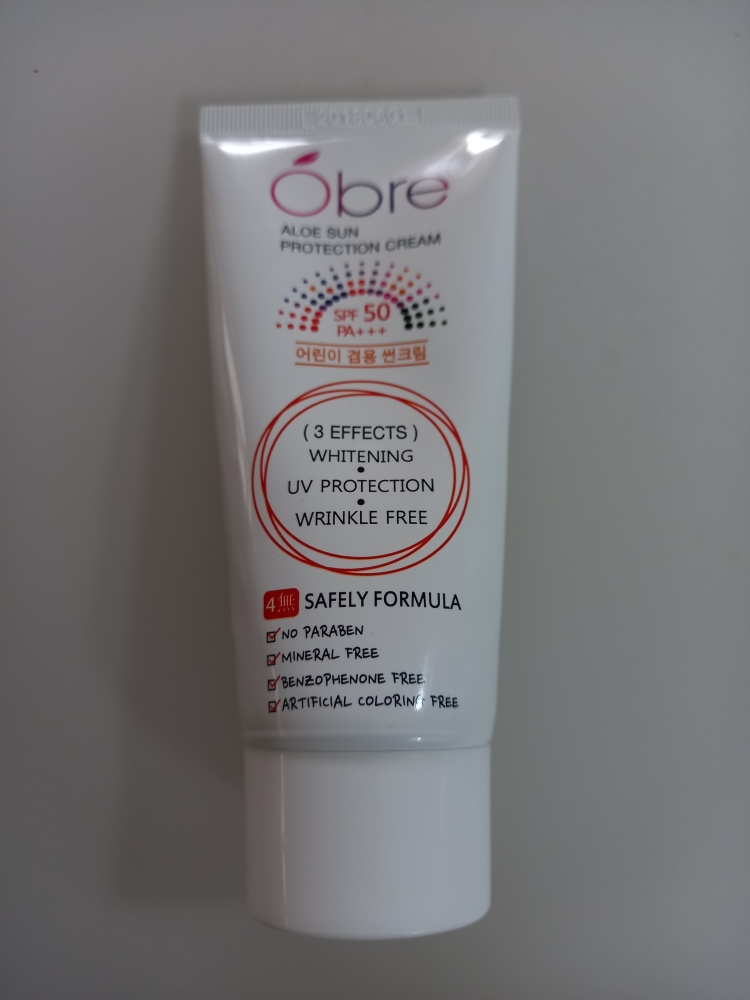 Óbre
ALOE SUN
PROTECTION CREAM
SPF 50
PA+++
어린이 겸용 썬크림
( 3 EFFECTS )
WHITENING
•
UV PROTECTION
•
WRINKLE FREE
4無 SAFELY FORMULA
NO PARABEN
MINERAL FREE
BENZOPHENONE FREE
ARTIFICIAL COLORING FREE